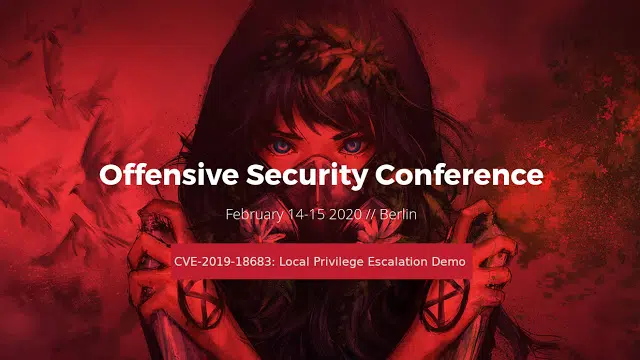 Offensive Security Conference
February 14-15 2020 // Berlin
CVE-2019-18683: Local Privilege Escalation Demo